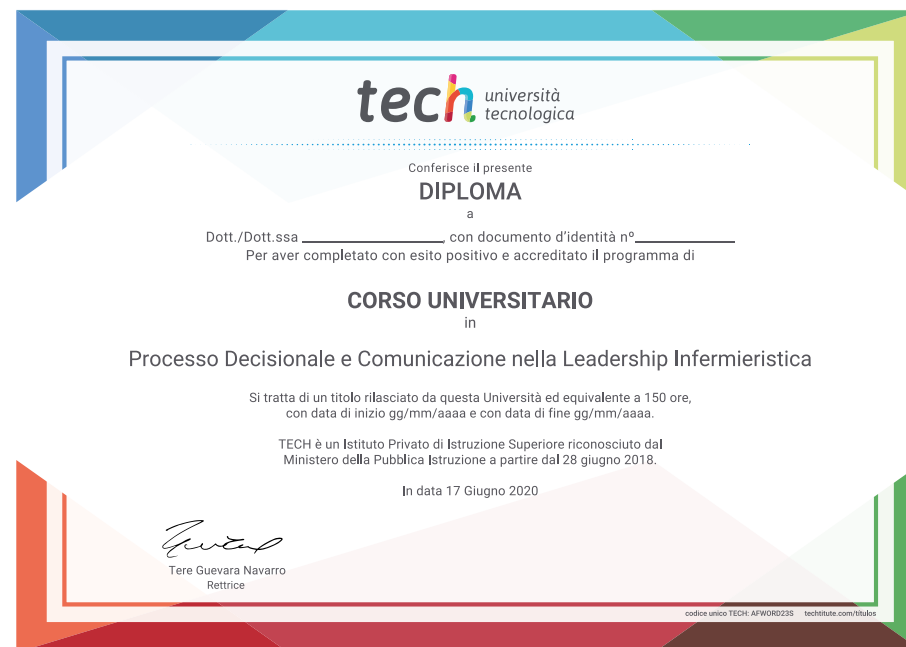 tech università
tecnologica
Conferisce il presente
DIPLOMA
a
Dott./Dott.ssa ____________________, con documento d'identità nº______________
Per aver completato con esito positivo e accreditato il programma di
CORSO UNIVERSITARIO
in
Processo Decisionale e Comunicazione nella Leadership Infermieristica
Si tratta di un titolo rilasciato da questa Università ed equivalente a 150 ore,
con data di inizio gg/mm/aaaa e con data di fine gg/mm/aaaa.
TECH è un Istituto Privato di Istruzione Superiore riconosciuto dal
Ministero della Pubblica Istruzione a partire dal 28 giugno 2018.
In data 17 Giugno 2020
Tere Guevara Navarro
Rettrice
codice unico TECH: AFWORD23S techtitute.com/titulos